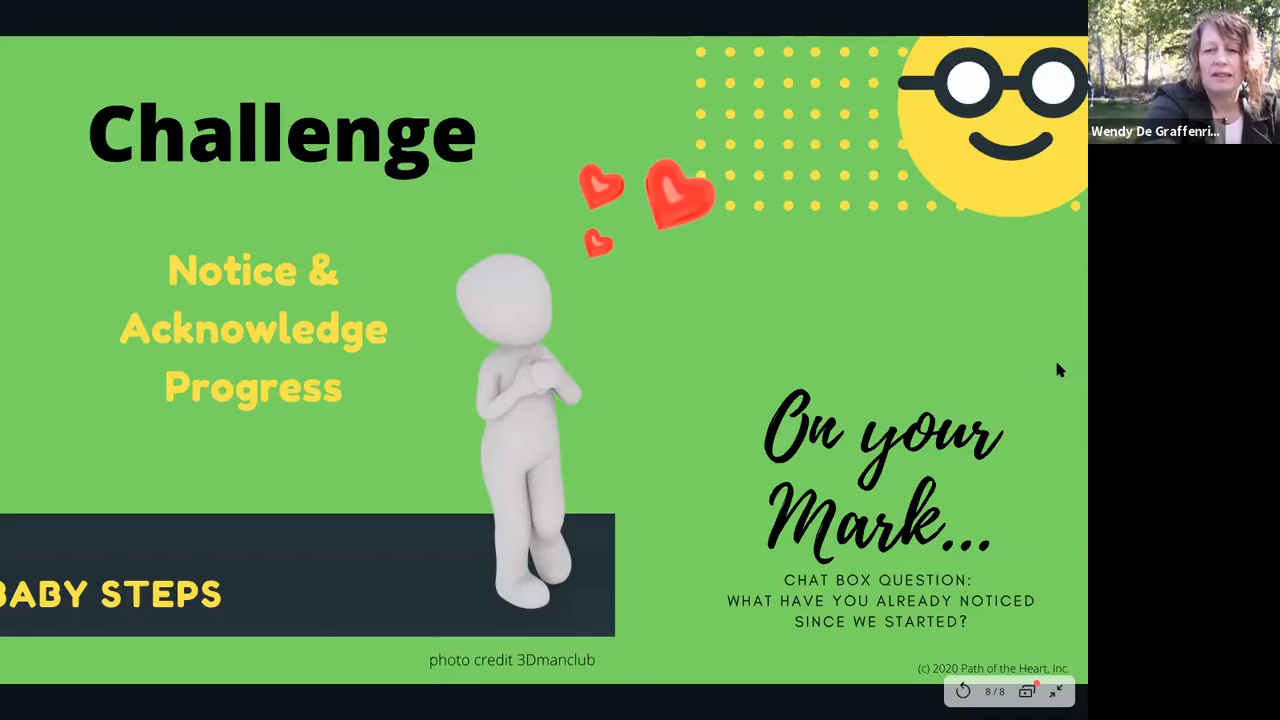 Challenge
Notice &
Acknowledge
Progress
BABY STEPS
On your
Mark...
CHAT BOX QUESTION:
WHAT HAVE YOU ALREADY NOTICED
SINCE WE STARTED?
photo credit 3Dmanclub
(c) 2020 Path of the Heart, Inc.
8 / 8
Wendy De Graffenri...